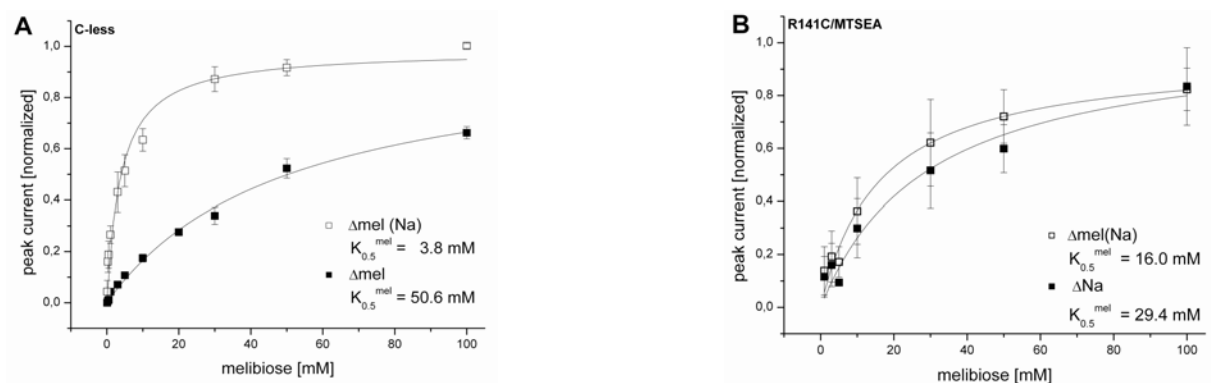 A C-less
1,0
0,8
0,6
0,4
0,2
0,0
peak current [normalized]
Δmel (Na)
K0.5mel = 3.8 mM
Δmel
K0.5mel = 50.6 mM
0 20 40 60 80 100
melibiose [mM]
B R141C/MTSEA
1,0
0,8
0,6
0,4
0,2
0,0
peak current [normalized]
Δmel(Na)
K0.5mel = 16.0 mM
ΔNa
K0.5mel = 29.4 mM
0 20 40 60 80 100
melibiose [mM]